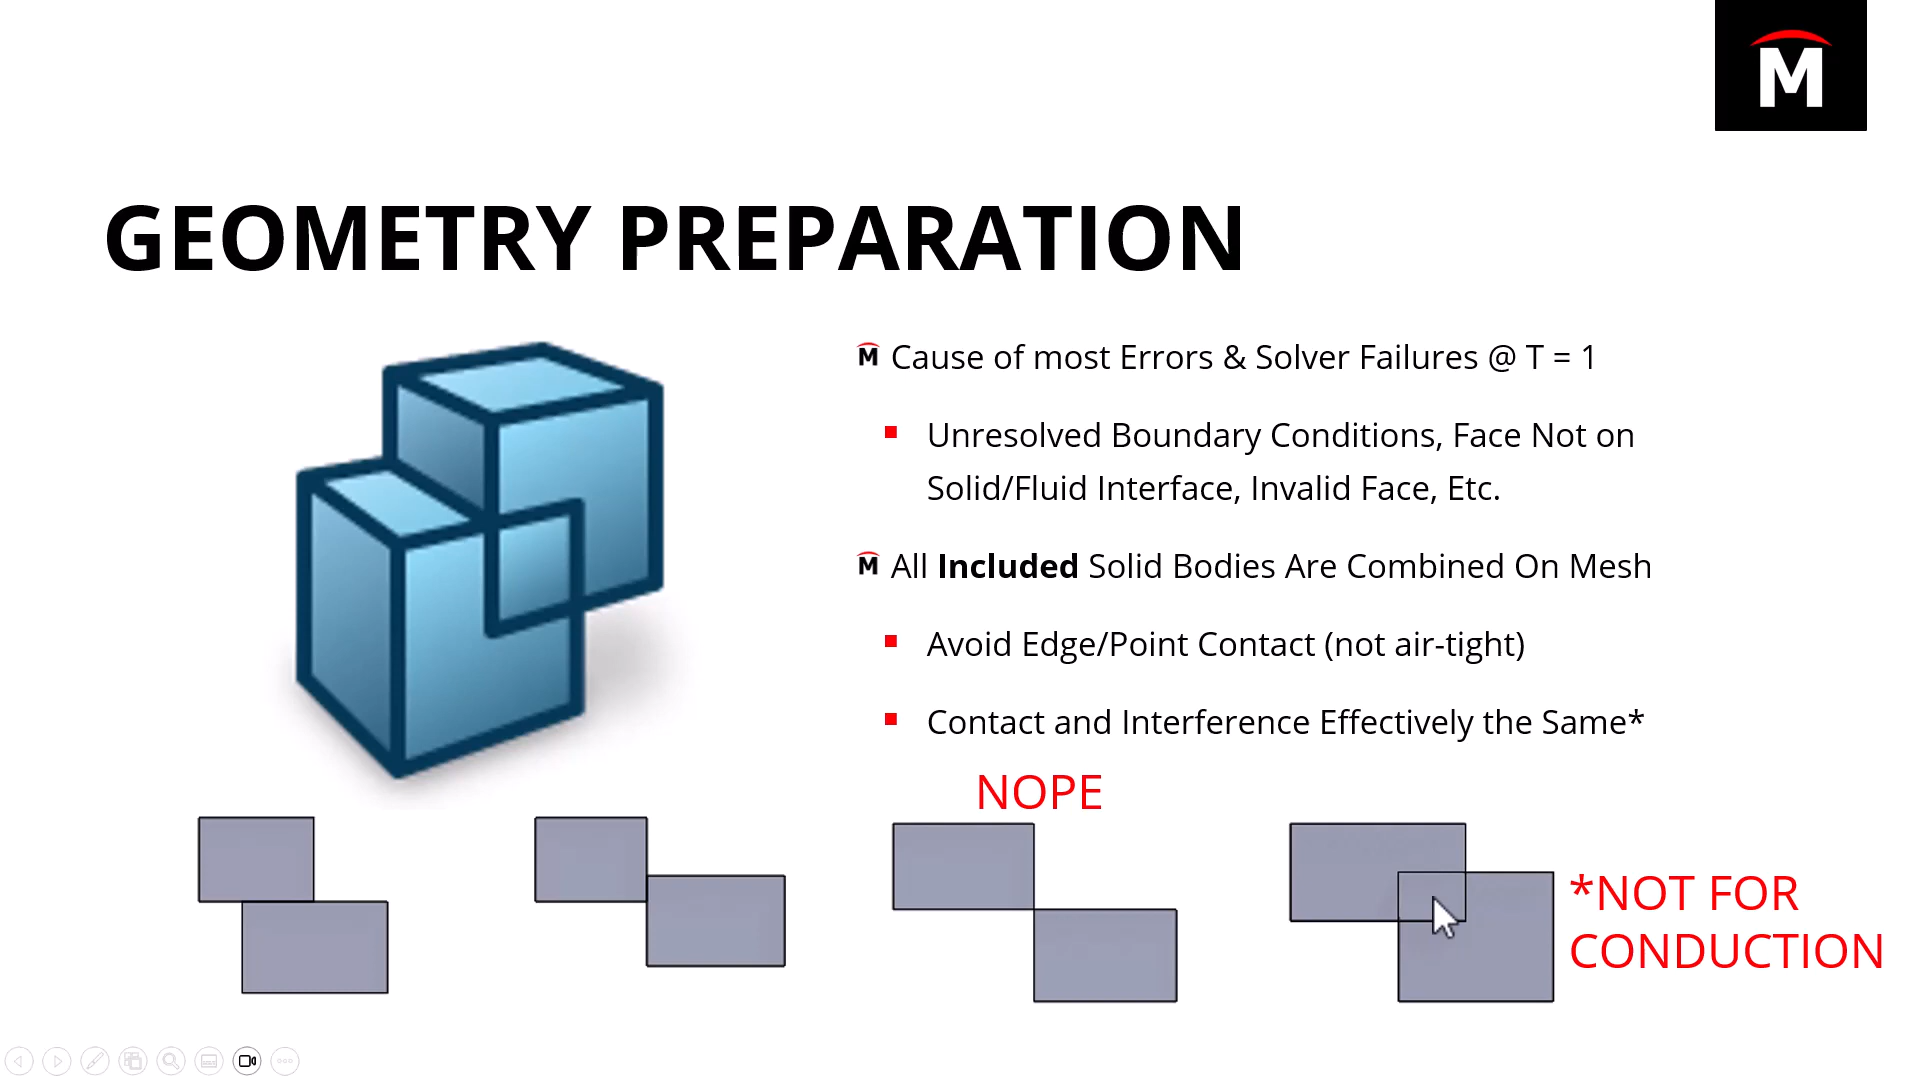 M
GEOMETRY PREPARATION
Cause of most Errors & Solver Failures @ T = 1
Unresolved Boundary Conditions, Face Not on
Solid/Fluid Interface, Invalid Face, Etc.
All Included Solid Bodies Are Combined On Mesh
Avoid Edge/Point Contact (not air-tight)
Contact and Interference Effectively the Same*
NOPE
*NOT FOR
CONDUCTION